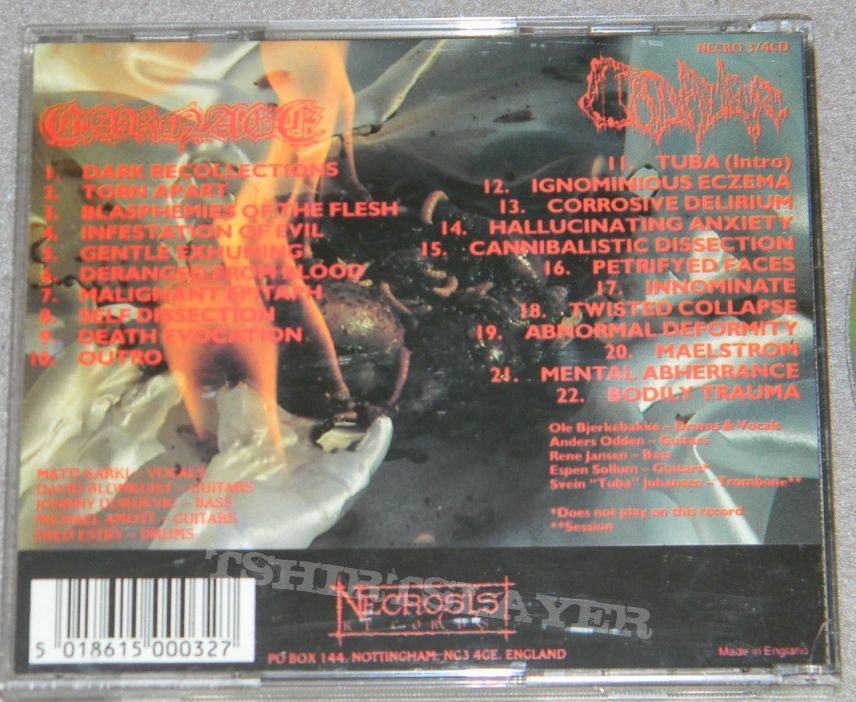 NECRO 3/4CD
CARNAGE
CADAVER
1. DARK RECOLLECTIONS
2. TORN APART
3. BLASPHEMIES OF THE FLESH
4. INFESTATION OF EVIL
5. GENTLE EXHUMING
6. DERANGED FROM BLOOD
7. MALIGNANT EPITAPH
8. SELF DISSECTION
9. DEATH EVOCATION
10. OUTRO
11. TUBA (Intro)
12. IGNOMINIOUS ECZEMA
13. CORROSIVE DELIRIUM
14. HALLUCINATING ANXIETY
15. CANNIBALISTIC DISSECTION
16. PETRIFYED FACES
17. INNOMINATE
18. TWISTED COLLAPSE
19. ABNORMAL DEFORMITY
20. MAELSTROM
21. MENTAL ABHERRANCE
22. BODILY TRAUMA
MATTI KARKI – VOCALS
DAVID BLOMKUIST – GUITARS
JOHNNY DORDEVIC – BASS
MICHAEL AMOTT – GUITARS
FRED ESTBY – DRUMS
Ole Bjerkebakke – Drums & Vocals
Anders Odden – Guitars
Rene Jansen – Bass
Espen Sollum – Guitars*
Svein "Tuba" Johansen – Trombone**
*Does not play on this record
**Session
TSHIRTSLAYER
5 018615 000327
NECROSIS
RECORDS
PO BOX 144, NOTTINGHAM, NG3 4GE, ENGLAND
Made in England